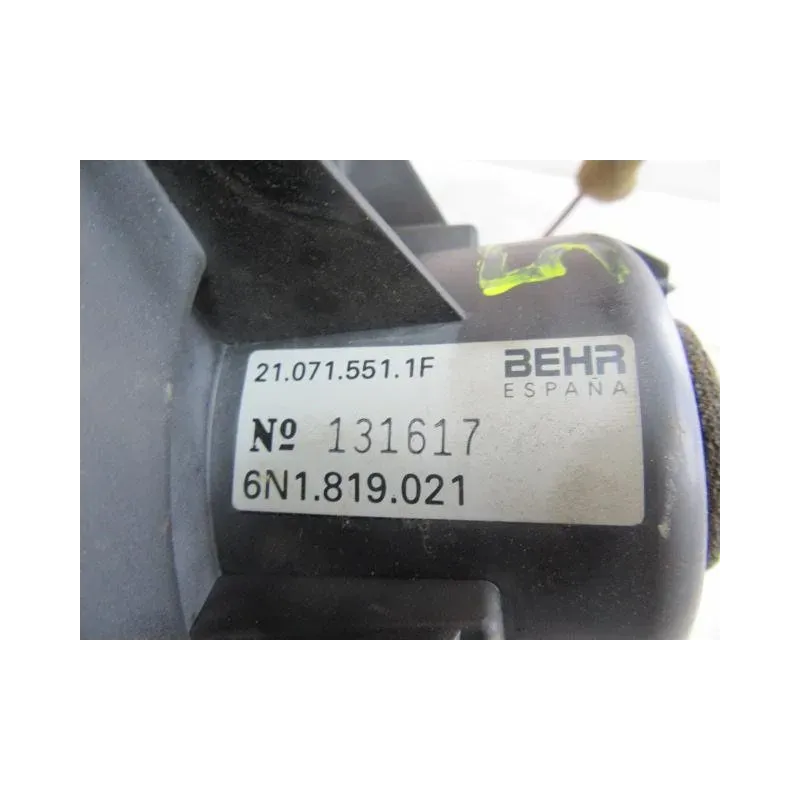 21.071.551.1F
BEHR
ESPAÑA
Nº 131617
6N1.819.021